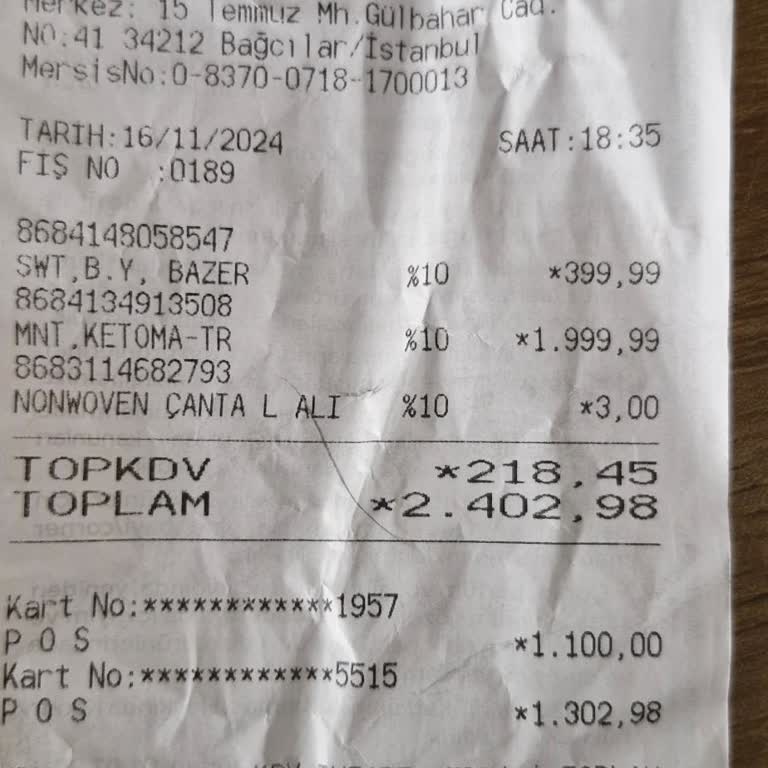 Merkez: 15 Temmuz Mh.Gülbahar Cad.
NO:41 34212 Bağcılar/İstanbul
MersisNo:0-8370-0718-1700013
TARIH:16/11/2024 SAAT:18:35
FIŞ NO :0189
8684148058547
SWT,B.Y, BAZER %10 *399,99
8684134913508
MNT,KETOMA-TR %10 *1.999,99
8683114682793
NONWOVEN ÇANTA L ALI %10 *3,00
TOPKDV *218,45
TOPLAM *2.402,98
Kart No:************1957
P O S *1.100,00
Kart No:************5515
P O S *1.302,98